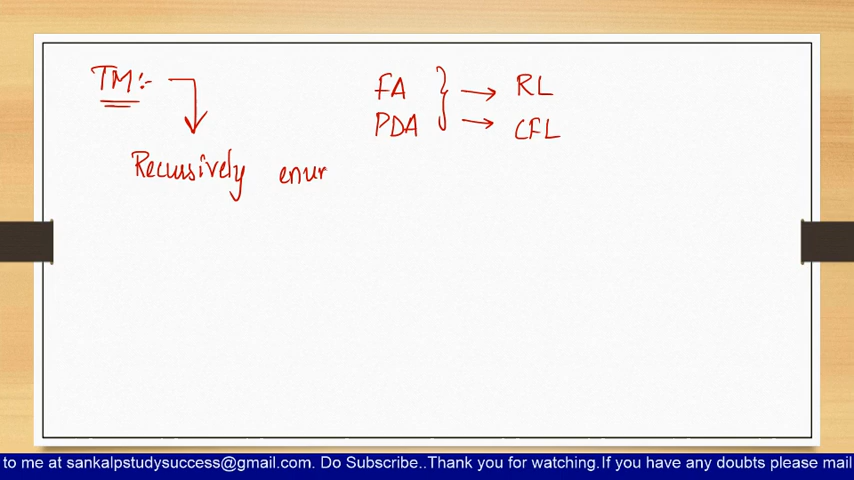 TM:-
FA → RL
PDA → CFL
Recursively enur
to me at sankalpstudysuccess@gmail.com. Do Subscribe..Thank you for watching.If you have any doubts please mail